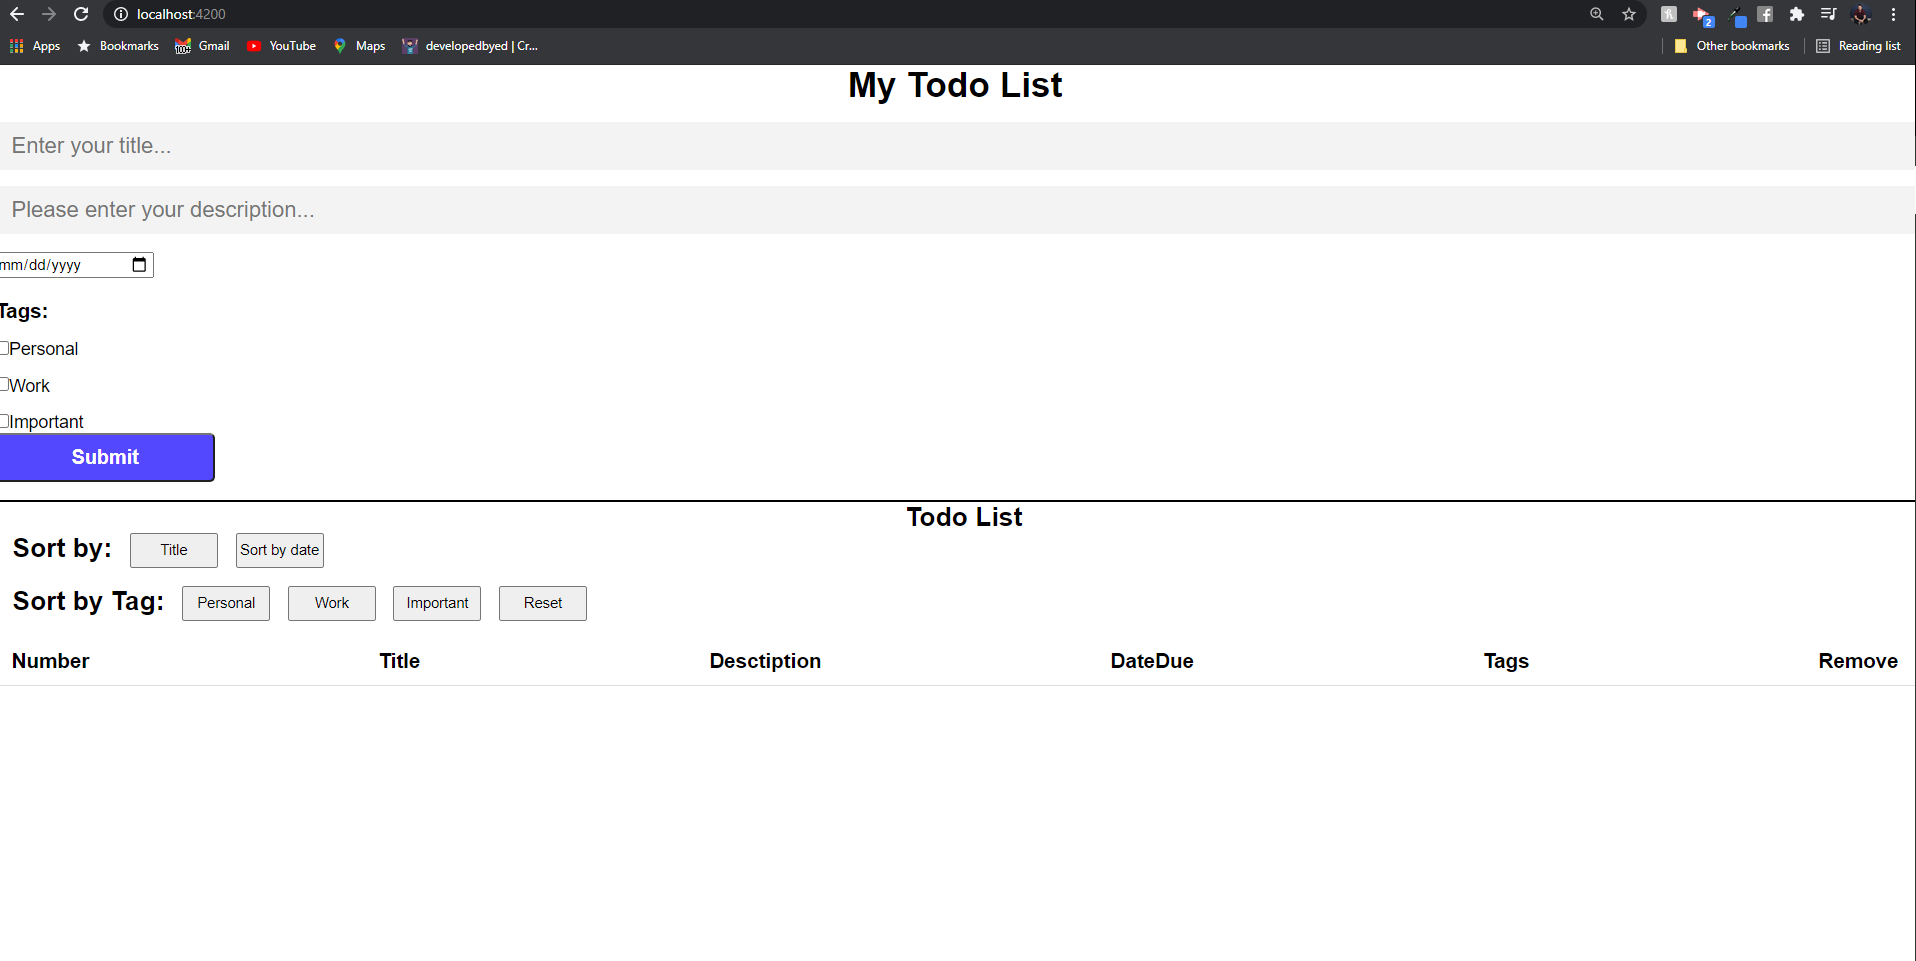 localhost:4200
2
Apps Bookmarks 100+ Gmail YouTube Maps developedbyed | Cr... Other bookmarks Reading list
My Todo List
Enter your title...
Please enter your description...
mm/dd/yyyy
Tags:
Personal
Work
Important
Submit
Todo List
Sort by: Title Sort by date
Sort by Tag: Personal Work Important Reset
Number Title Desctiption DateDue Tags Remove